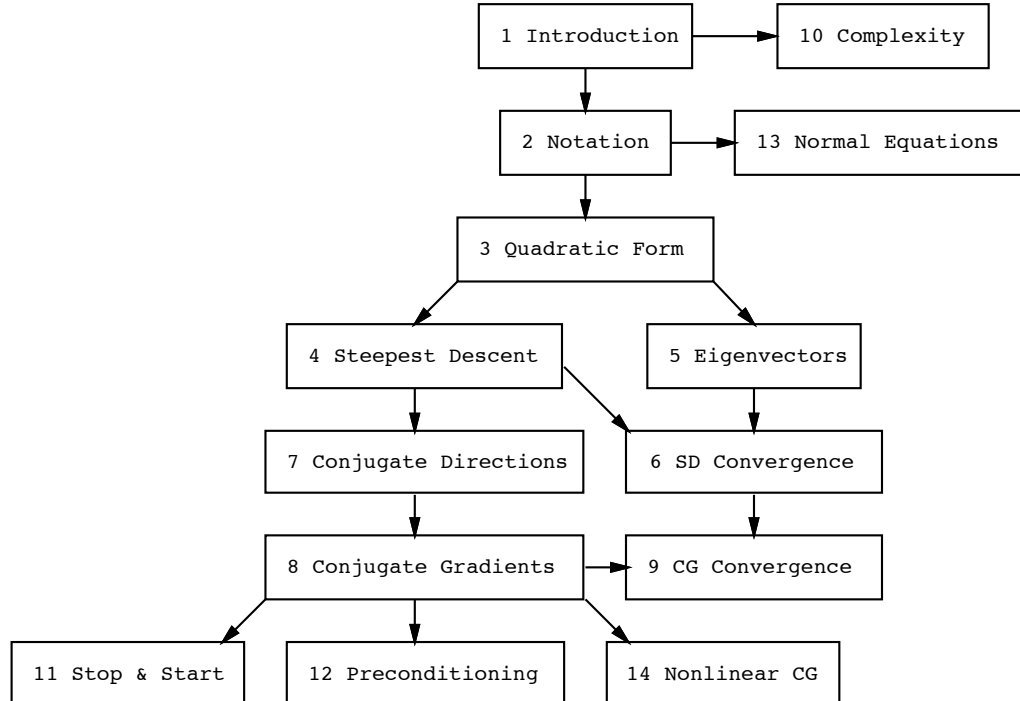 1 Introduction
10 Complexity
2 Notation
13 Normal Equations
3 Quadratic Form
4 Steepest Descent
5 Eigenvectors
7 Conjugate Directions
6 SD Convergence
8 Conjugate Gradients
9 CG Convergence
11 Stop & Start
12 Preconditioning
14 Nonlinear CG